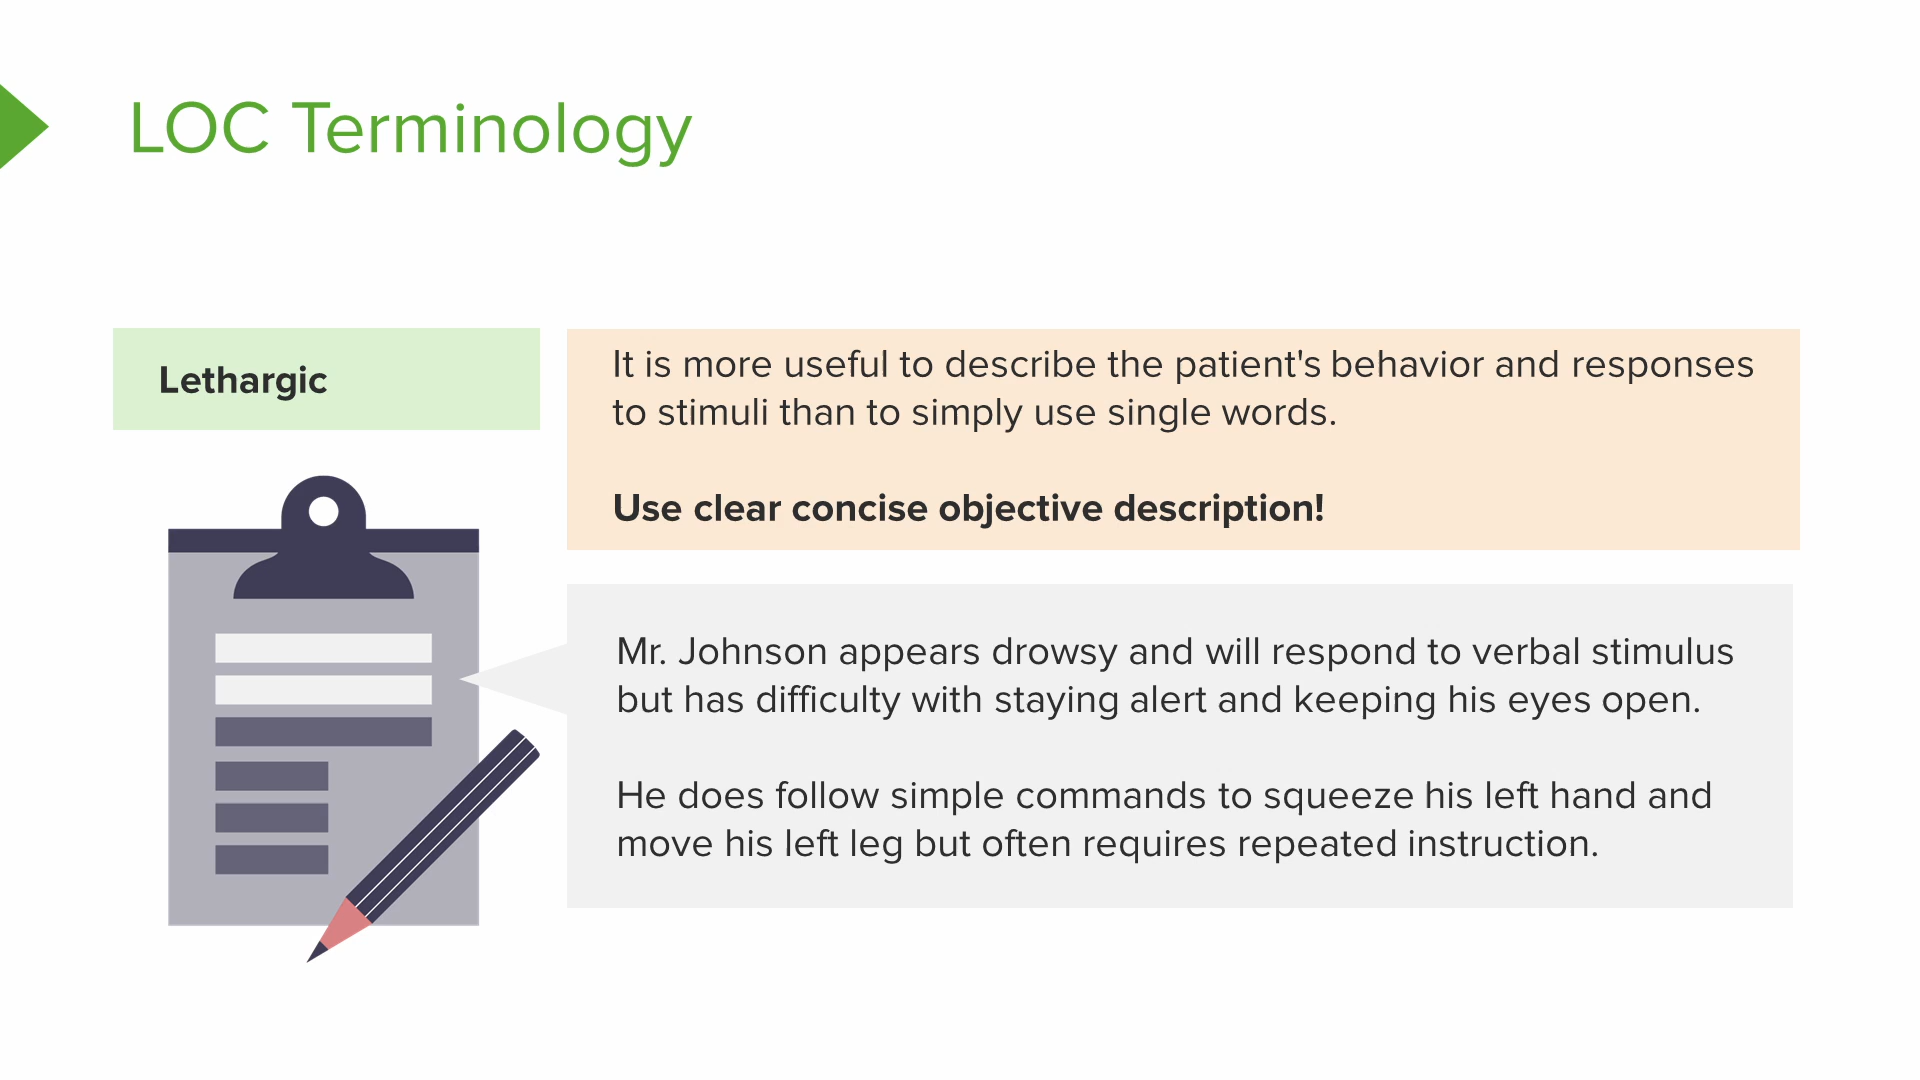 LOC Terminology
Lethargic
It is more useful to describe the patient's behavior and responses
to stimuli than to simply use single words.
Use clear concise objective description!
Mr. Johnson appears drowsy and will respond to verbal stimulus
but has difficulty with staying alert and keeping his eyes open.
He does follow simple commands to squeeze his left hand and
move his left leg but often requires repeated instruction.